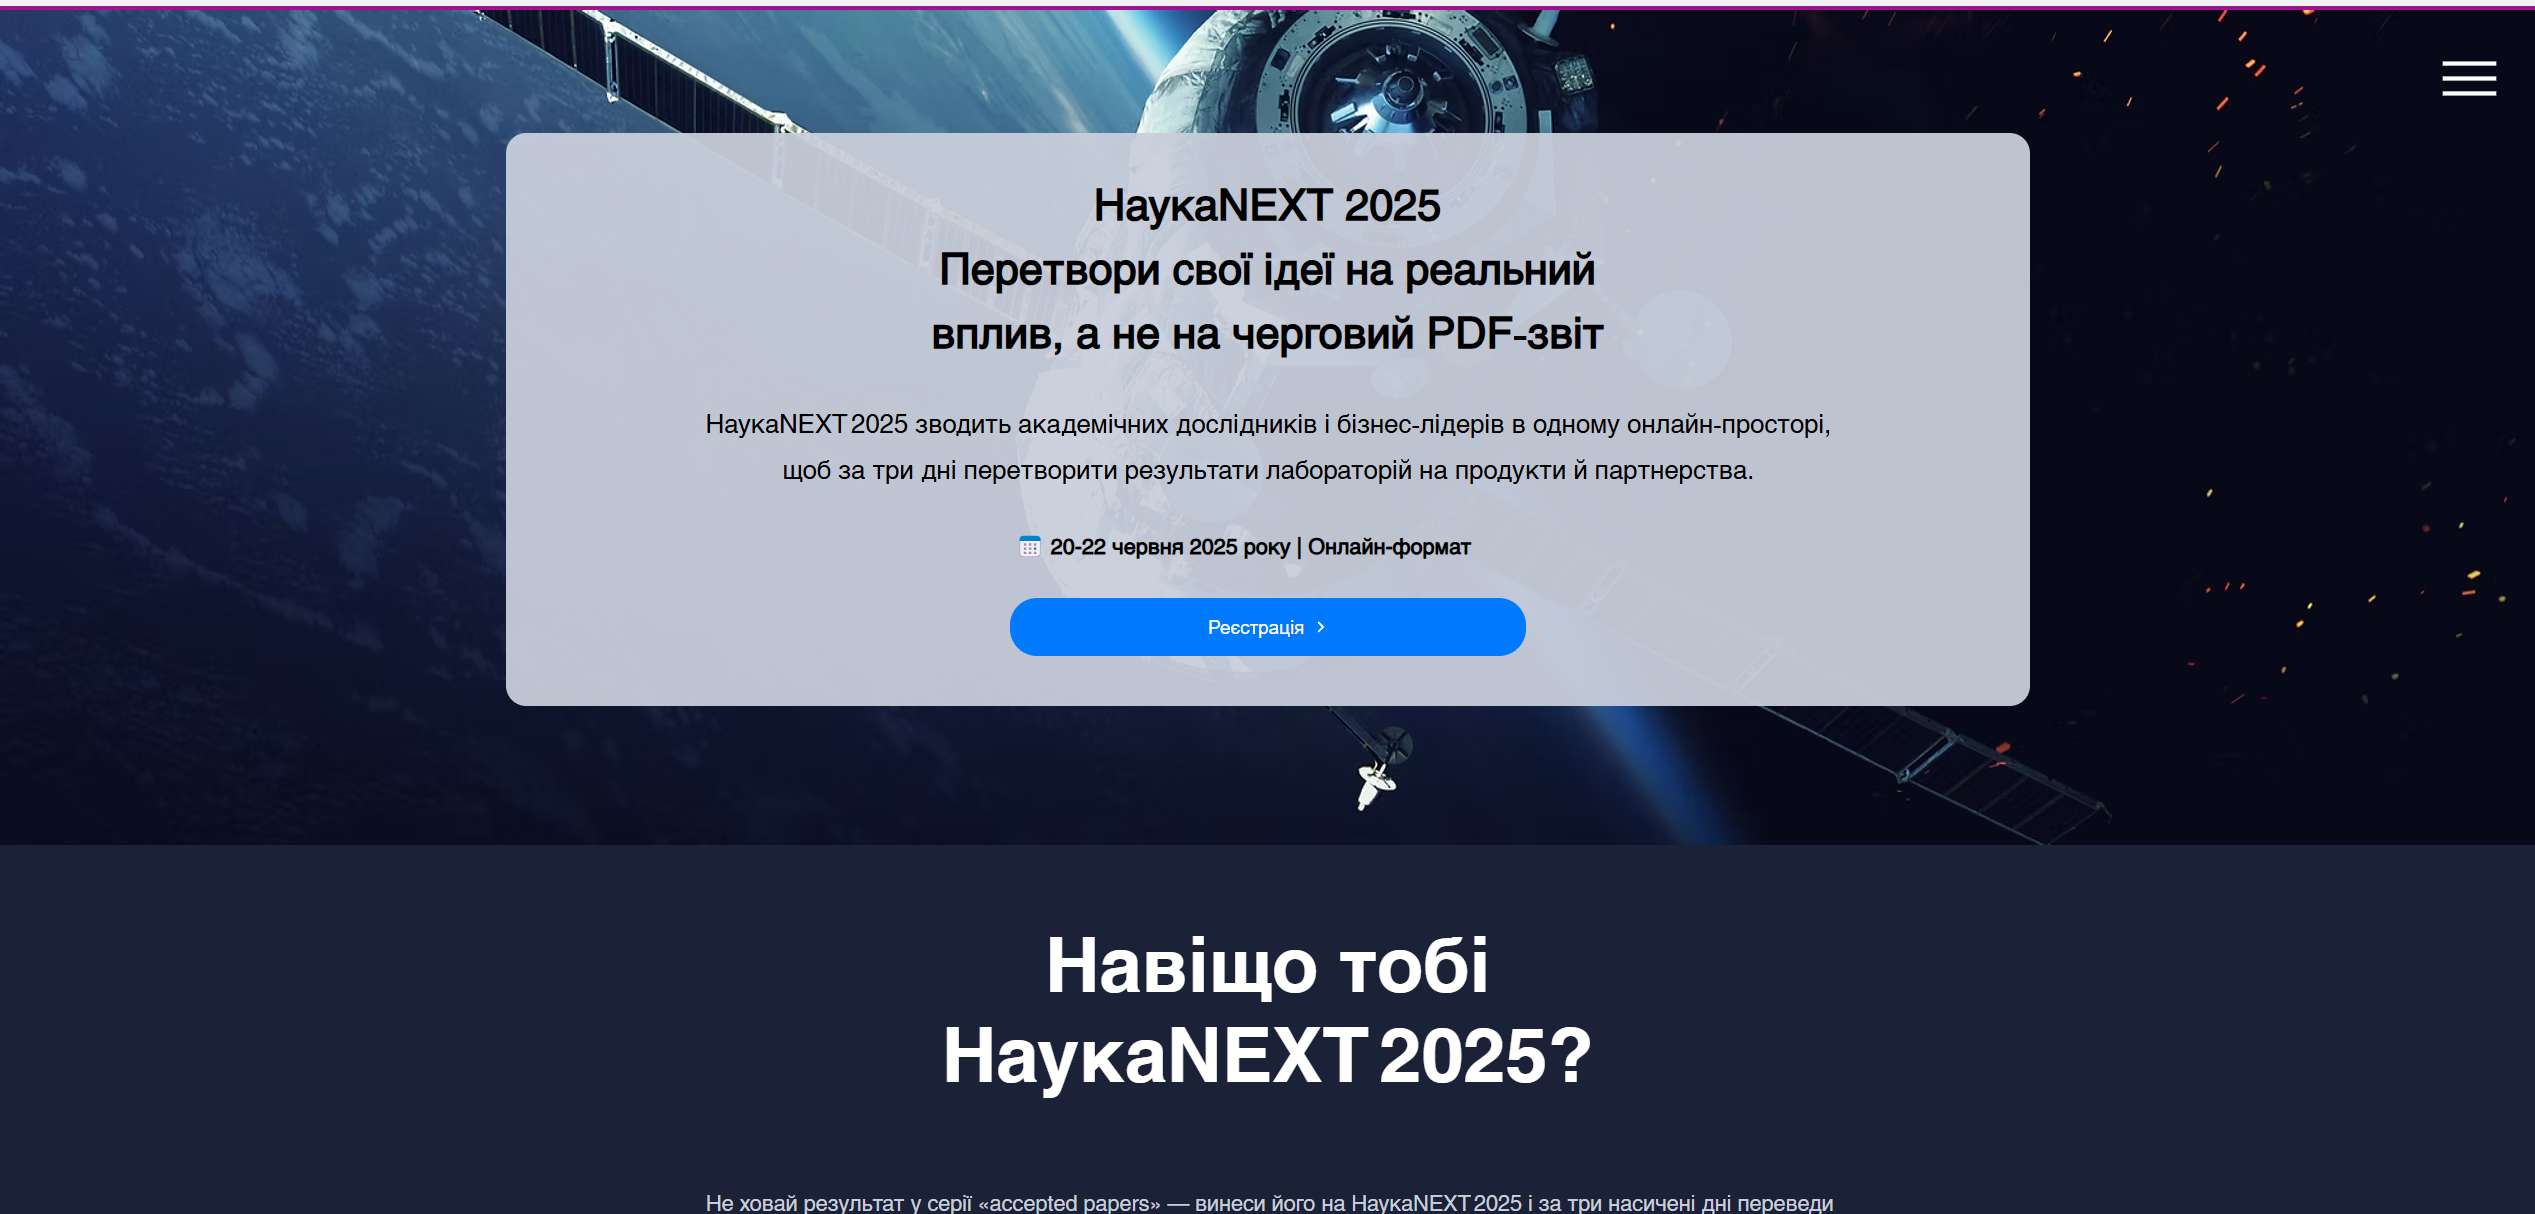 НаукаNEXT 2025
Перетвори свої ідеї на реальний
вплив, а не на черговий PDF-звіт
НаукаNEXT 2025 зводить академічних дослідників і бізнес-лідерів в одному онлайн-просторі,
щоб за три дні перетворити результати лабораторій на продукти й партнерства.
20-22 червня 2025 року | Онлайн-формат
Реєстрація
Навіщо тобі
НаукаNEXT 2025?
Не ховай результат у серії «accepted papers» — винеси його на НаукаNEXT 2025 і за три насичені дні переведи